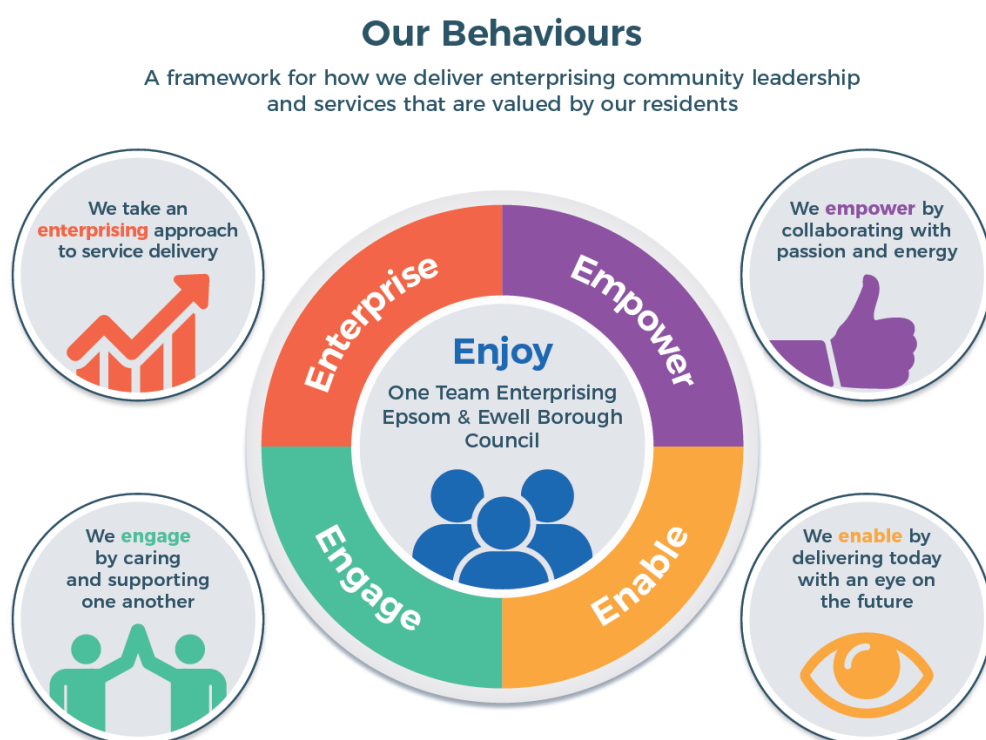 Our Behaviours
A framework for how we deliver enterprising community leadership
and services that are valued by our residents
We take an
enterprising approach
to service delivery
We empower by
collaborating with
passion and energy
Enterprise
Empower
Enjoy
One Team Enterprising
Epsom & Ewell Borough
Council
Engage
Enable
We engage
by caring
and supporting
one another
We enable by
delivering today
with an eye on
the future